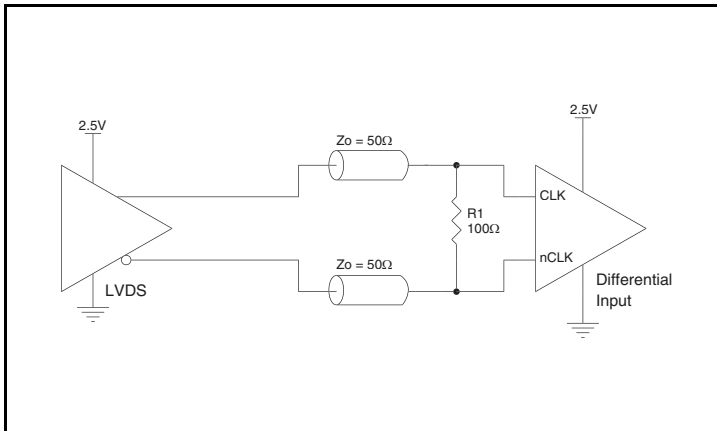 2.5V
2.5V
Zo = 50Ω
CLK
R1
100Ω
nCLK
Zo = 50Ω
LVDS
Differential
Input